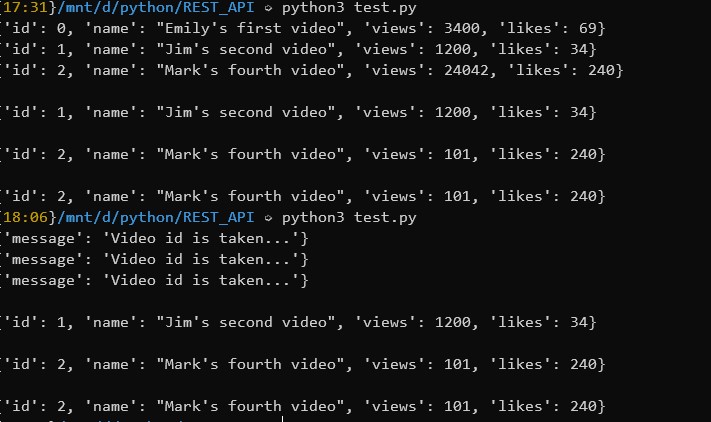 [17:31}/mnt/d/python/REST_API ➭ python3 test.py
{'id': 0, 'name': "Emily's first video", 'views': 3400, 'likes': 69}
{'id': 1, 'name': "Jim's second video", 'views': 1200, 'likes': 34}
{'id': 2, 'name': "Mark's fourth video", 'views': 24042, 'likes': 240}
{'id': 1, 'name': "Jim's second video", 'views': 1200, 'likes': 34}
{'id': 2, 'name': "Mark's fourth video", 'views': 101, 'likes': 240}
{'id': 2, 'name': "Mark's fourth video", 'views': 101, 'likes': 240}
[18:06}/mnt/d/python/REST_API ➭ python3 test.py
{'message': 'Video id is taken...'}
{'message': 'Video id is taken...'}
{'message': 'Video id is taken...'}
{'id': 1, 'name': "Jim's second video", 'views': 1200, 'likes': 34}
{'id': 2, 'name': "Mark's fourth video", 'views': 101, 'likes': 240}
{'id': 2, 'name': "Mark's fourth video", 'views': 101, 'likes': 240}